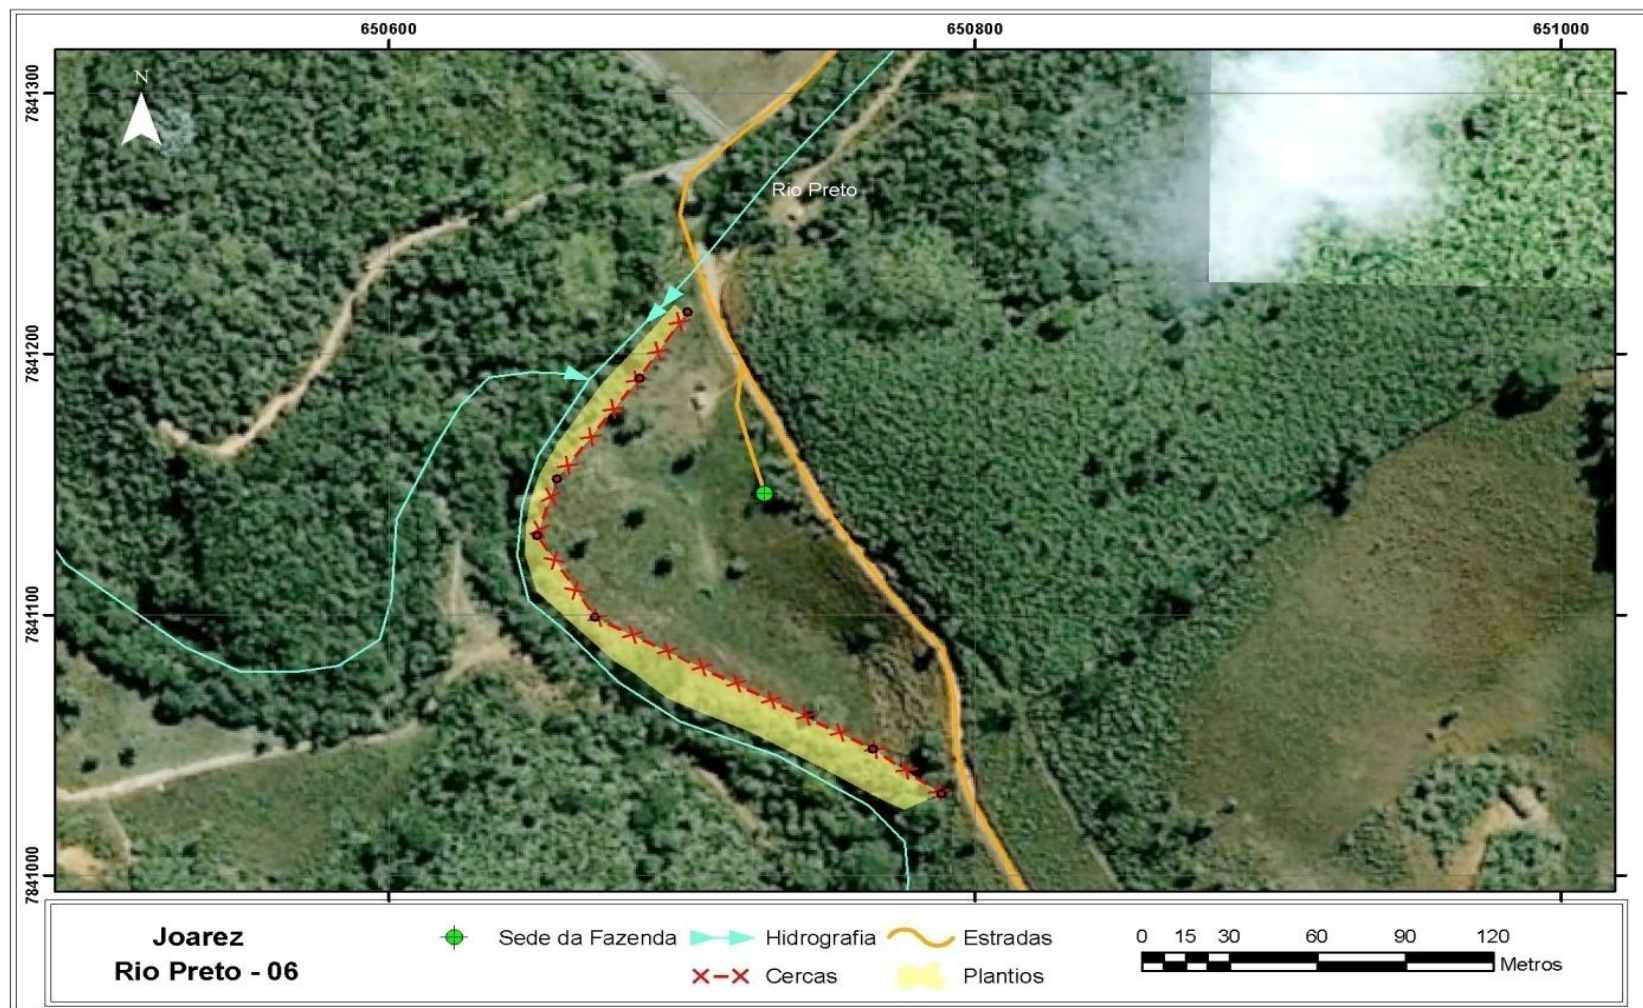 650600
650800
651000
7841300
7841200
7841100
7841000
N
Rio Preto
Joarez
Rio Preto - 06
Sede da Fazenda
Hidrografia
Estradas
Cercas
Plantios
0 15 30 60 90 120
Metros